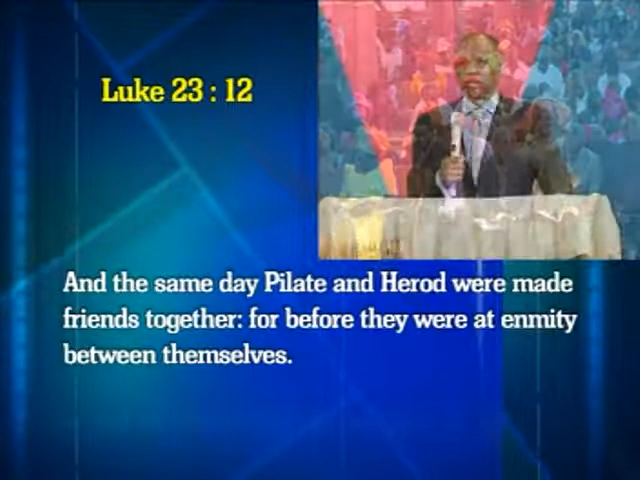 Luke 23 : 12
And the same day Pilate and Herod were made
friends together: for before they were at enmity
between themselves.